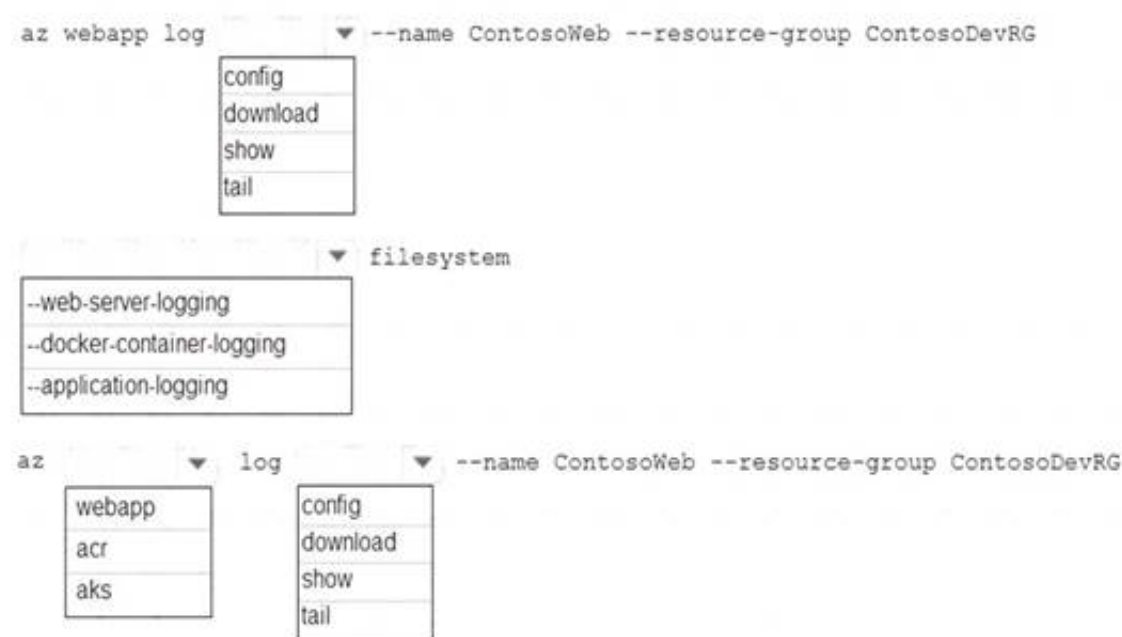 az webapp log ▼ --name ContosoWeb --resource-group ContosoDevRG
config
download
show
tail
▼ filesystem
--web-server-logging
--docker-container-logging
--application-logging
az ▼ log ▼ --name ContosoWeb --resource-group ContosoDevRG
webapp
acr
aks
config
download
show
tail